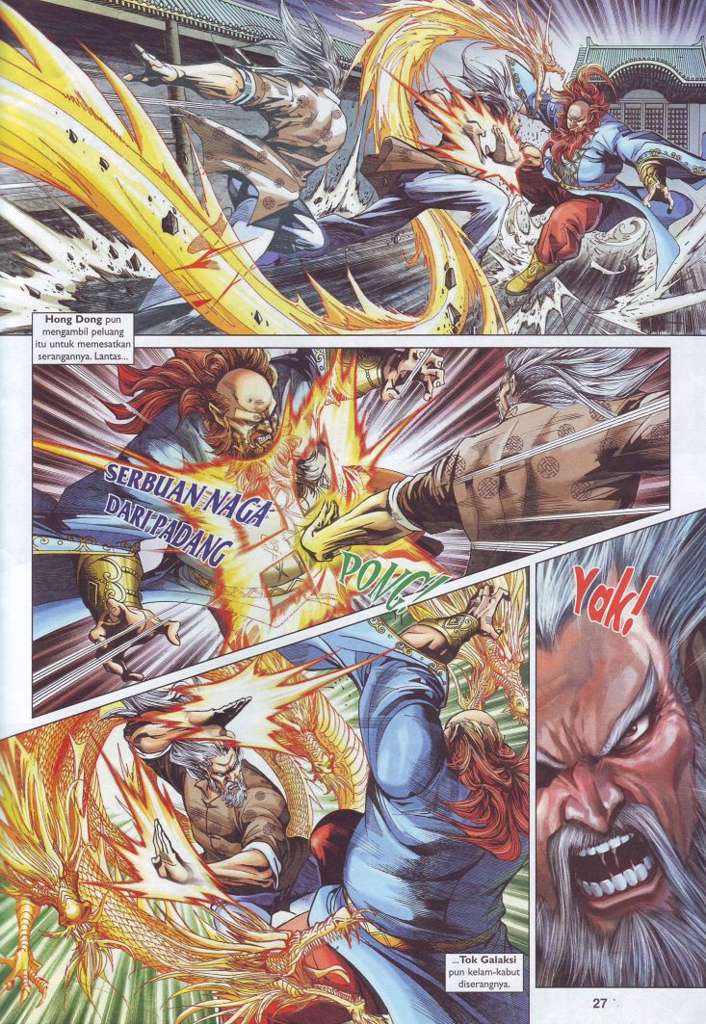 Hong Dong pun
mengambil peluang
itu untuk memesatkan
serangannya. Lantas...
SERBUAN NAGA
DARI PADANG
PONG!
Yak!
...Tok Galaksi
pun kelam-kabut
diserangnya.
27